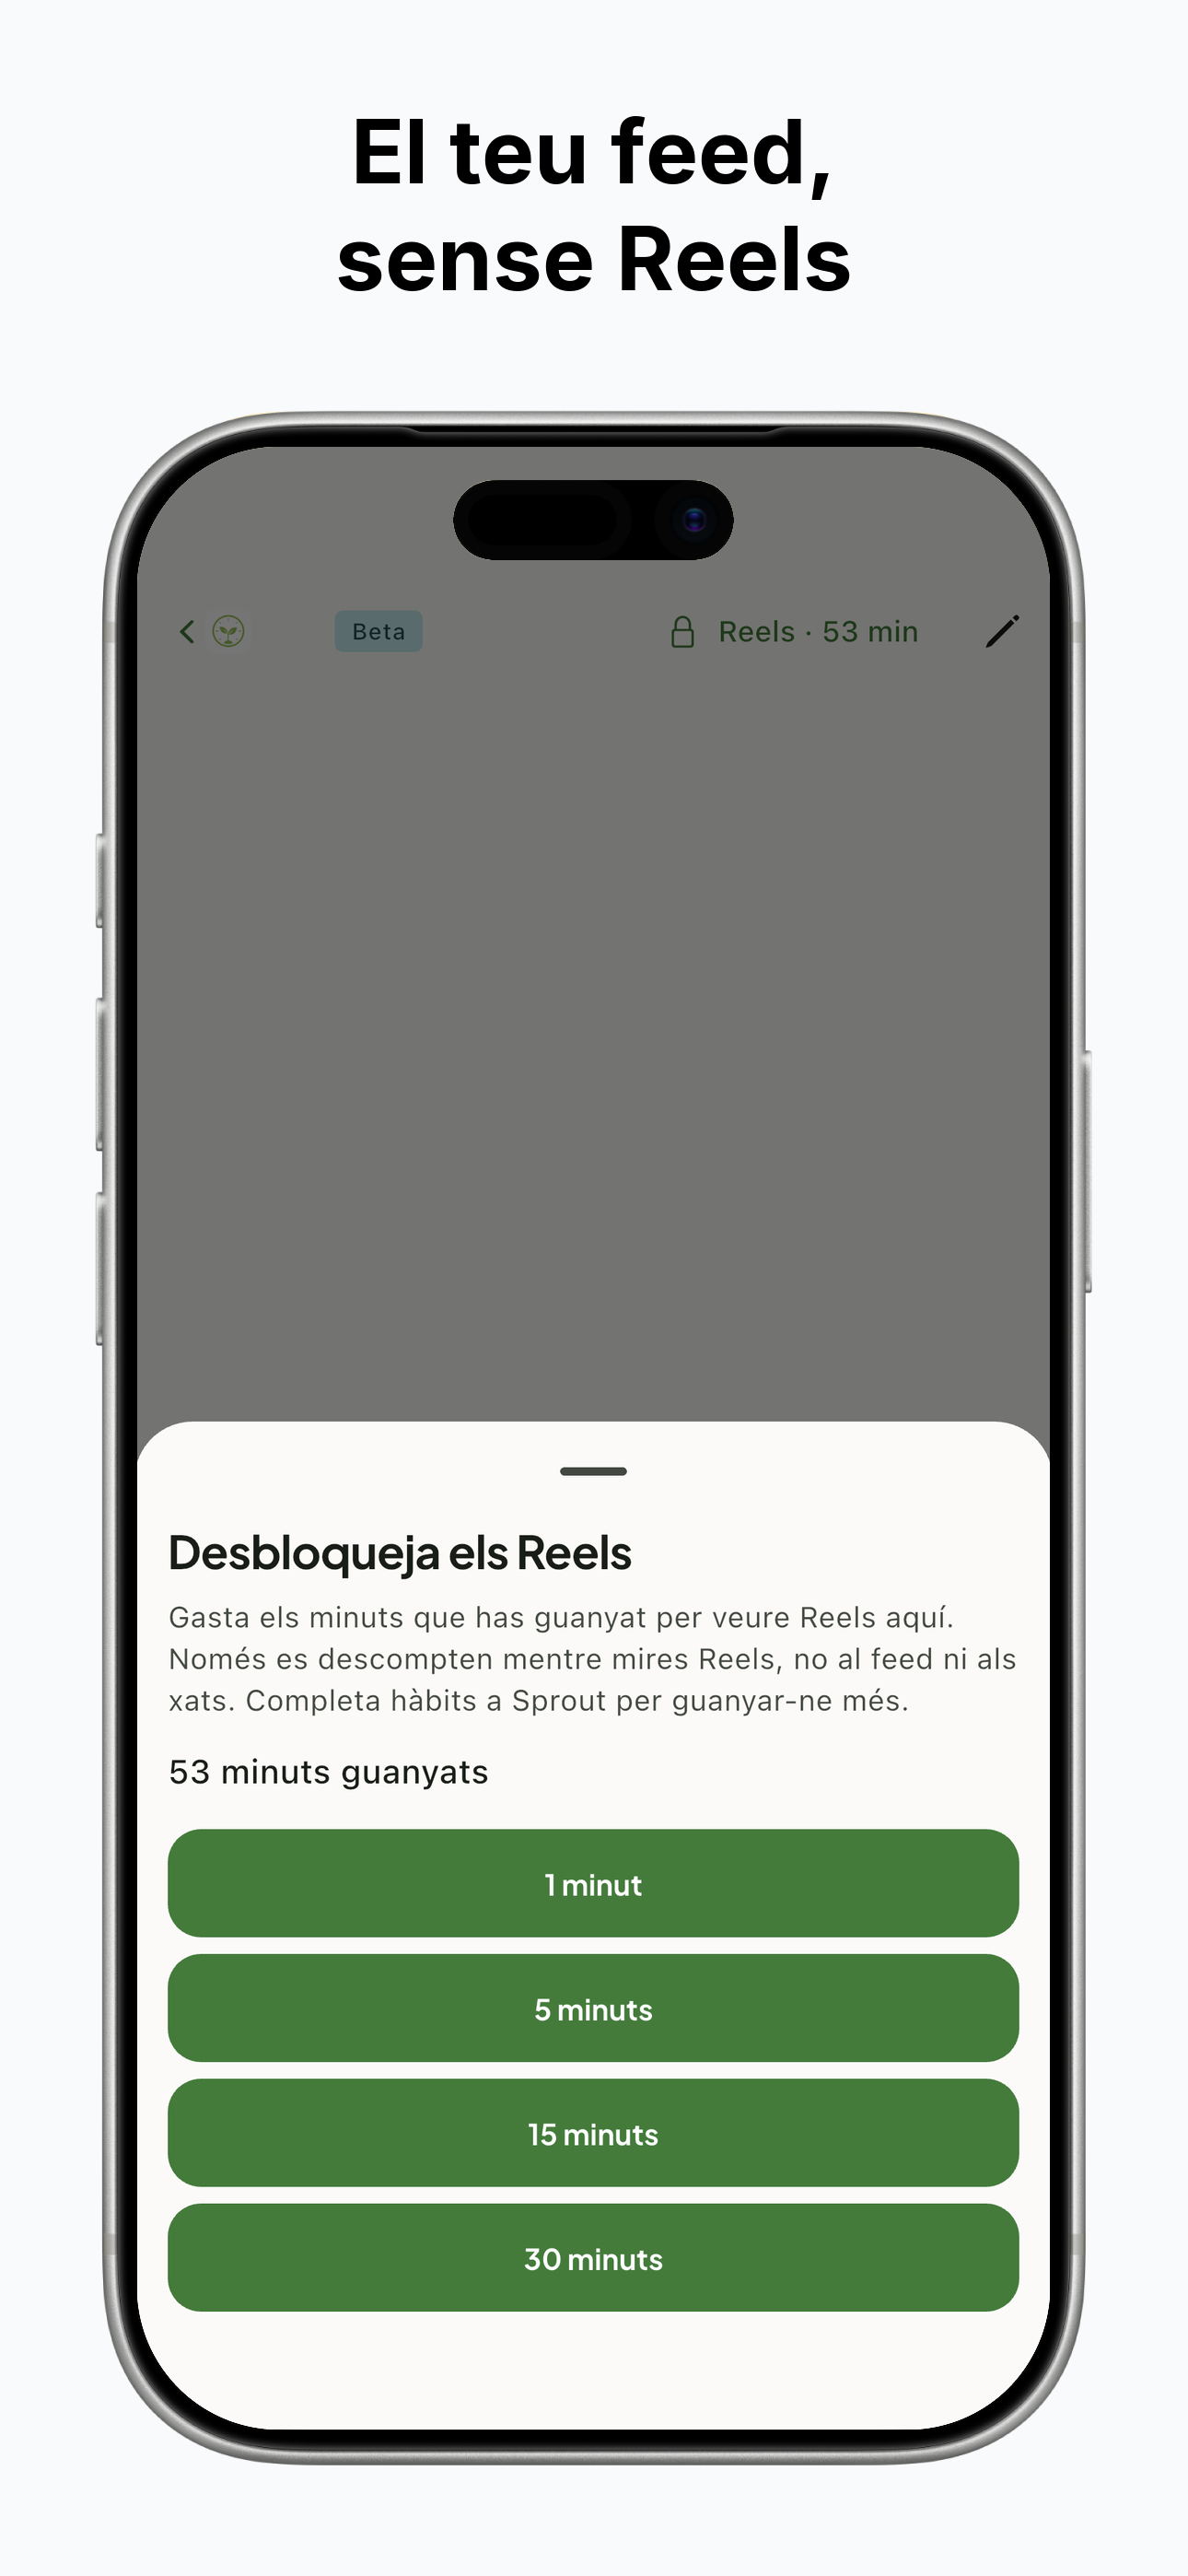 El teu feed,
sense Reels
Beta
Reels · 53 min
Desbloqueja els Reels
Gasta els minuts que has guanyat per veure Reels aquí.
Només es descompten mentre mires Reels, no al feed ni als
xats. Completa hàbits a Sprout per guanyar-ne més.
53 minuts guanyats
1 minut
5 minuts
15 minuts
30 minuts